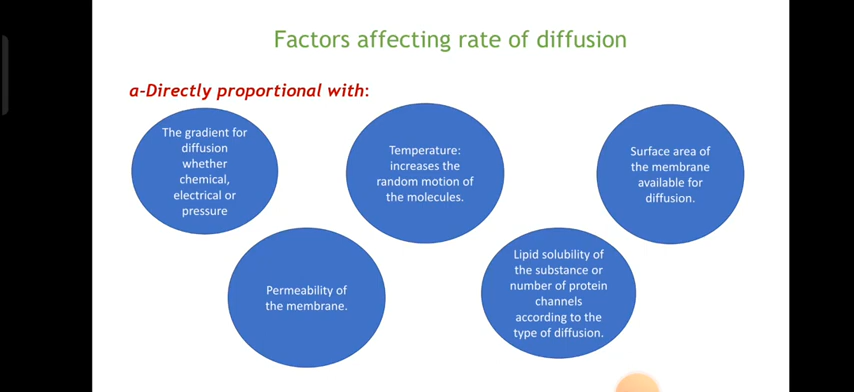 Factors affecting rate of diffusion
a-Directly proportional with:
The gradient for
diffusion
whether
chemical,
electrical or
pressure
Temperature:
increases the
random motion of
the molecules.
Surface area of
the membrane
available for
diffusion.
Permeability of
the membrane.
Lipid solubility of
the substance or
number of protein
channels
according to the
type of diffusion.